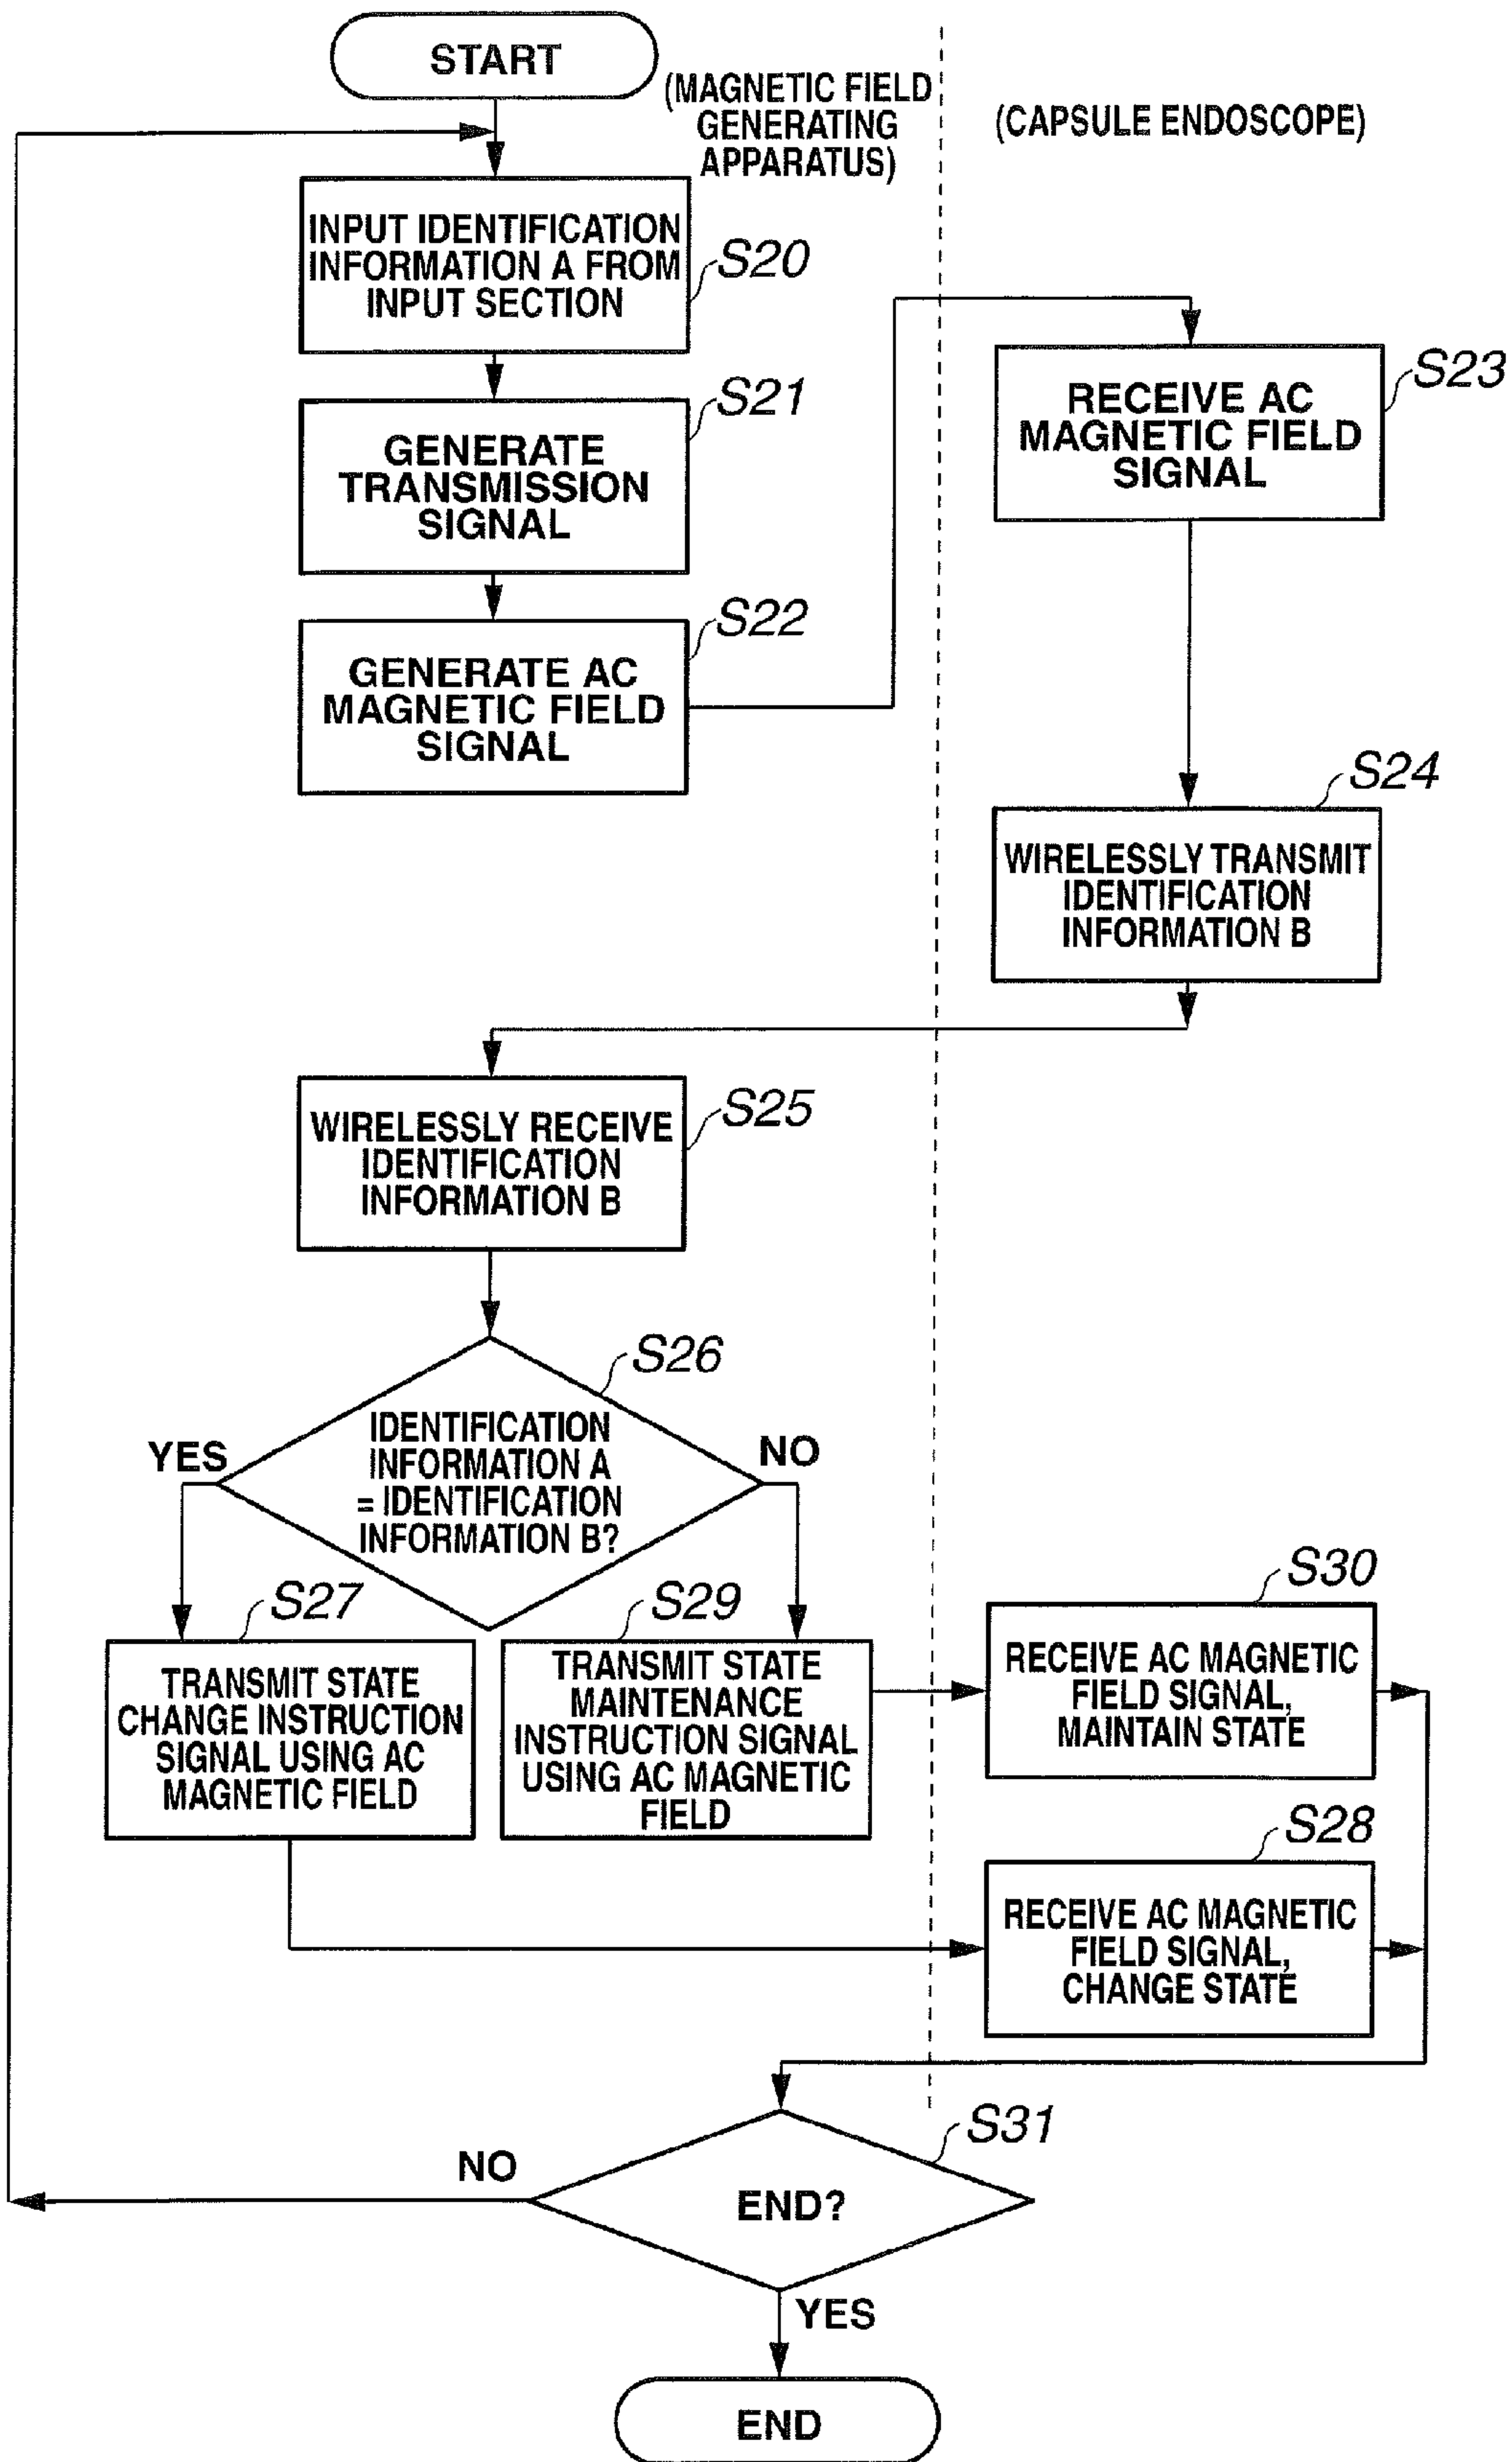 START
(MAGNETIC FIELD
GENERATING
APPARATUS)
(CAPSULE ENDOSCOPE)
INPUT IDENTIFICATION
INFORMATION A FROM
INPUT SECTION
S20
GENERATE
TRANSMISSION
SIGNAL
S21
RECEIVE AC
MAGNETIC FIELD
SIGNAL
S23
GENERATE AC
MAGNETIC FIELD
SIGNAL
S22
WIRELESSLY TRANSMIT
IDENTIFICATION
INFORMATION B
S24
WIRELESSLY RECEIVE
IDENTIFICATION
INFORMATION B
S25
S26
IDENTIFICATION
INFORMATION A
= IDENTIFICATION
INFORMATION B?
YES
NO
S27
TRANSMIT STATE
CHANGE INSTRUCTION
SIGNAL USING AC
MAGNETIC FIELD
S29
TRANSMIT STATE
MAINTENANCE
INSTRUCTION SIGNAL
USING AC MAGNETIC
FIELD
S30
RECEIVE AC MAGNETIC
FIELD SIGNAL,
MAINTAIN STATE
S28
RECEIVE AC MAGNETIC
FIELD SIGNAL,
CHANGE STATE
S31
NO
END?
YES
END